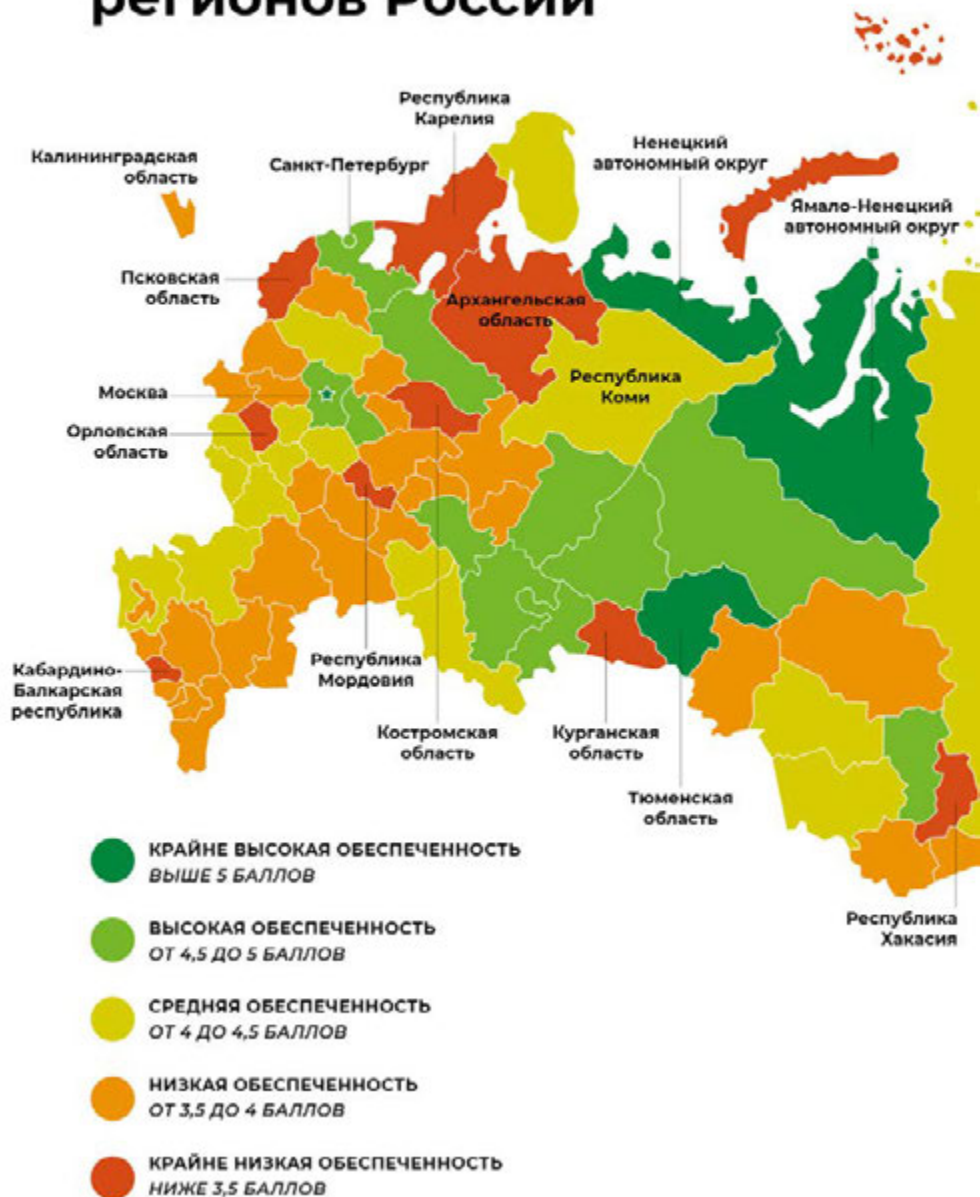 регионов России
Республика
Карелия
Ненецкий
автономный округ
Калининградская
область
Санкт-Петербург
Ямало-Ненецкий
автономный округ
Псковская
область
Архангельская
область
Республика
Коми
Москва
Орловская
область
Кабардино-
Балкарская
республика
Республика
Мордовия
Костромская
область
Курганская
область
Тюменская
область
Республика
Хакасия
КРАЙНЕ ВЫСОКАЯ ОБЕСПЕЧЕННОСТЬ
ВЫШЕ 5 БАЛЛОВ
ВЫСОКАЯ ОБЕСПЕЧЕННОСТЬ
ОТ 4,5 ДО 5 БАЛЛОВ
СРЕДНЯЯ ОБЕСПЕЧЕННОСТЬ
ОТ 4 ДО 4,5 БАЛЛОВ
НИЗКАЯ ОБЕСПЕЧЕННОСТЬ
ОТ 3,5 ДО 4 БАЛЛОВ
КРАЙНЕ НИЗКАЯ ОБЕСПЕЧЕННОСТЬ
НИЖЕ 3,5 БАЛЛОВ